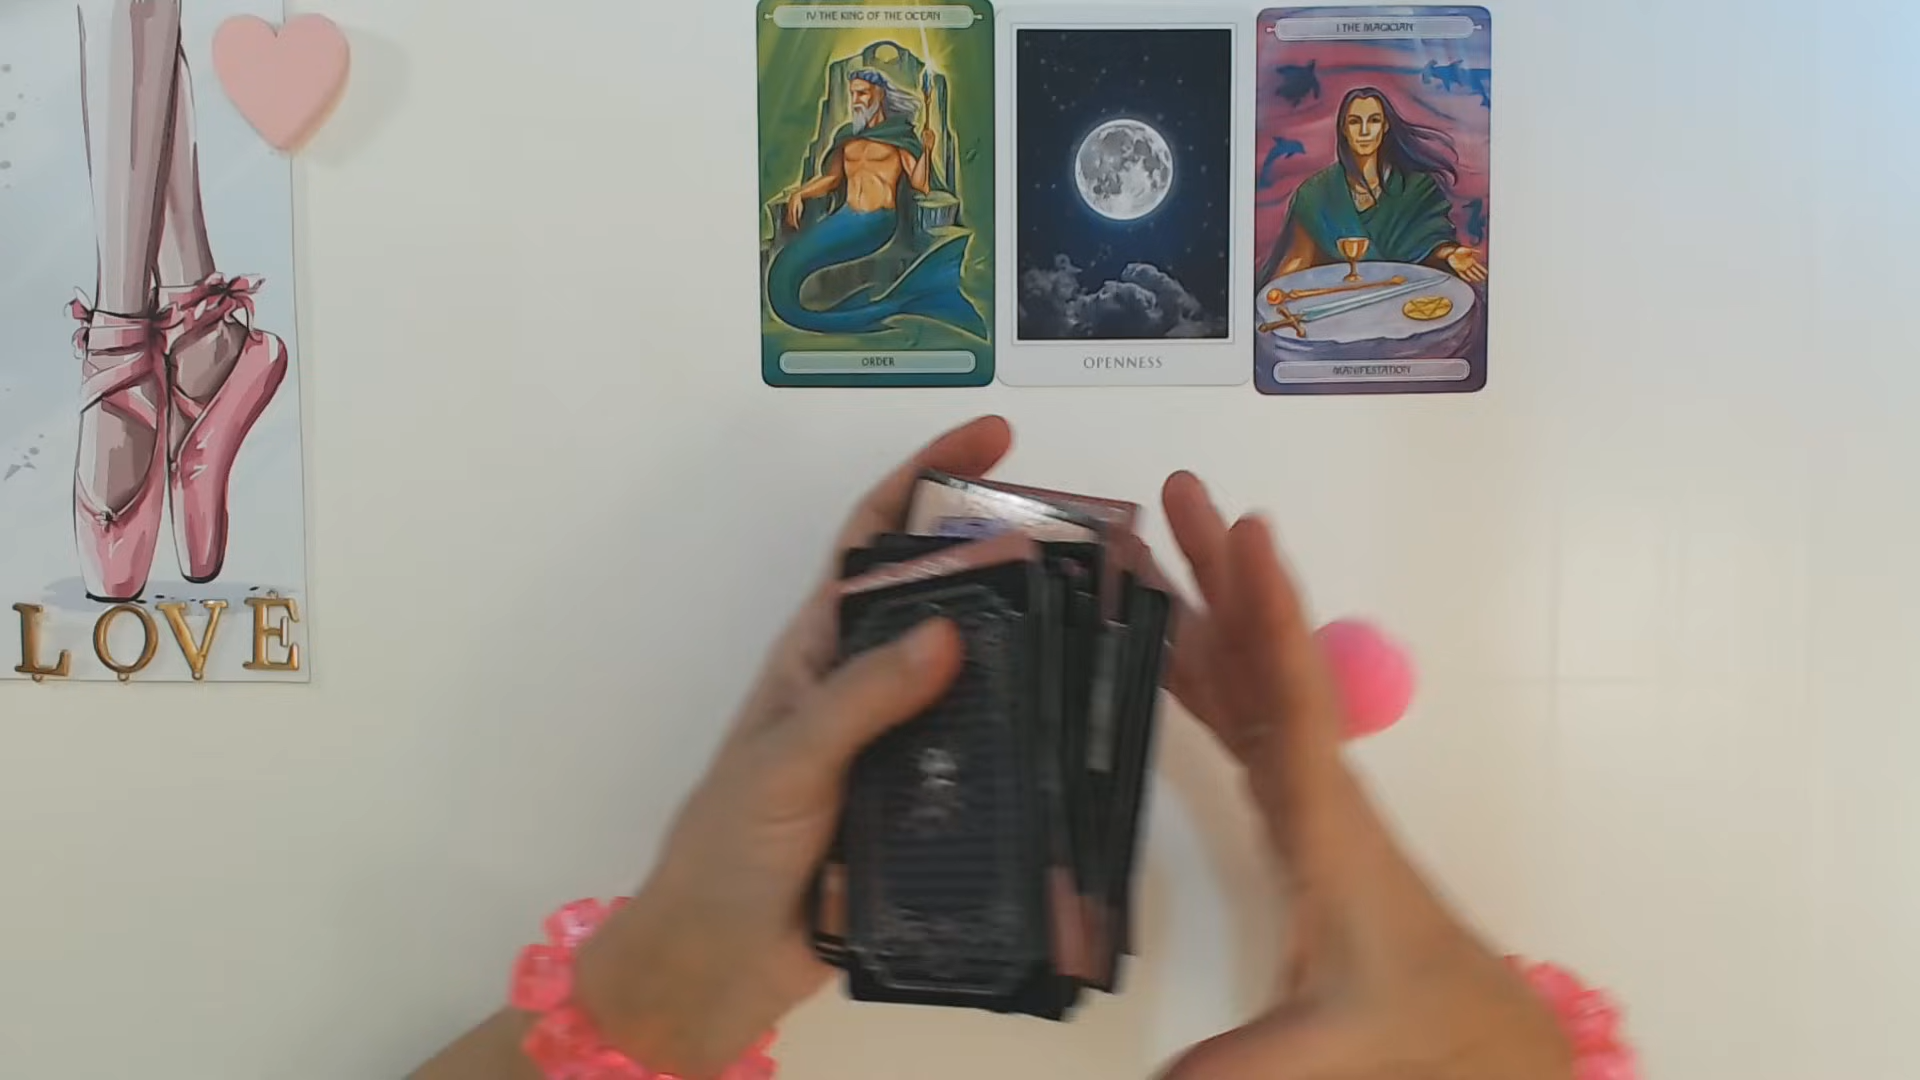 IV THE KING OF THE OCEAN
ORDER
OPENNESS
I THE MAGICIAN
MANIFESTATION
LOVE